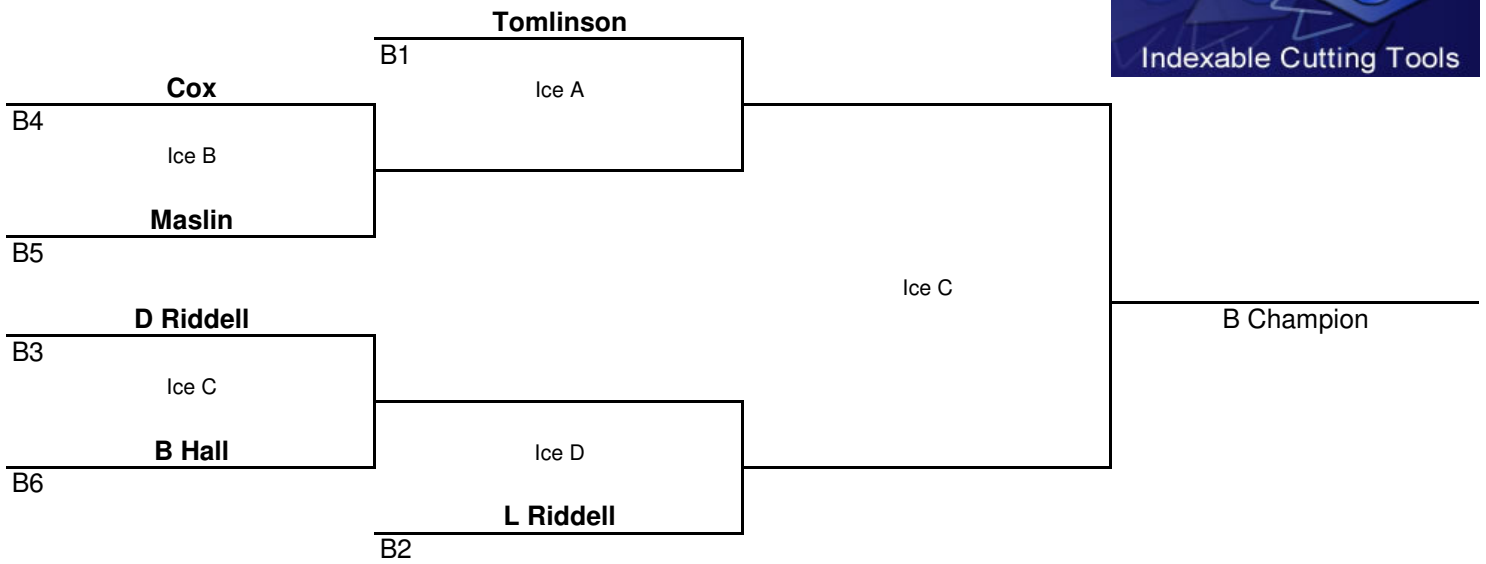 Tomlinson
B1
Indexable Cutting Tools
Cox
Ice A
B4
Ice B
Maslin
B5
Ice C
D Riddell
B Champion
B3
Ice C
B Hall
Ice D
B6
L Riddell
B2